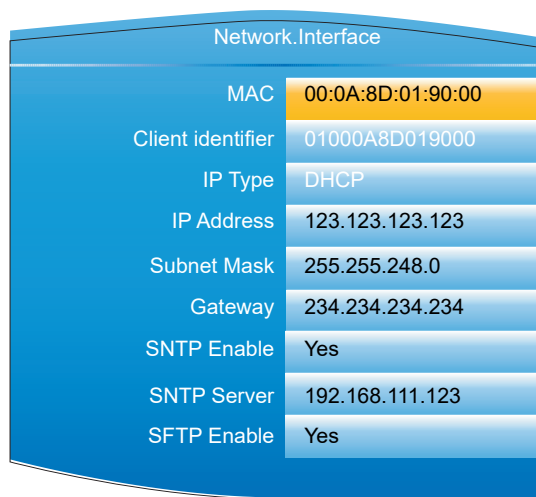 Network.Interface
MAC 00:0A:8D:01:90:00
Client identifier 01000A8D019000
IP Type DHCP
IP Address 123.123.123.123
Subnet Mask 255.255.248.0
Gateway 234.234.234.234
SNTP Enable Yes
SNTP Server 192.168.111.123
SFTP Enable Yes